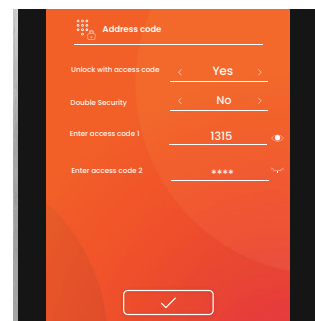 Address code
Unlock with access code < Yes >
Double Security < No >
Enter access code 1 1315
Enter access code 2 ****